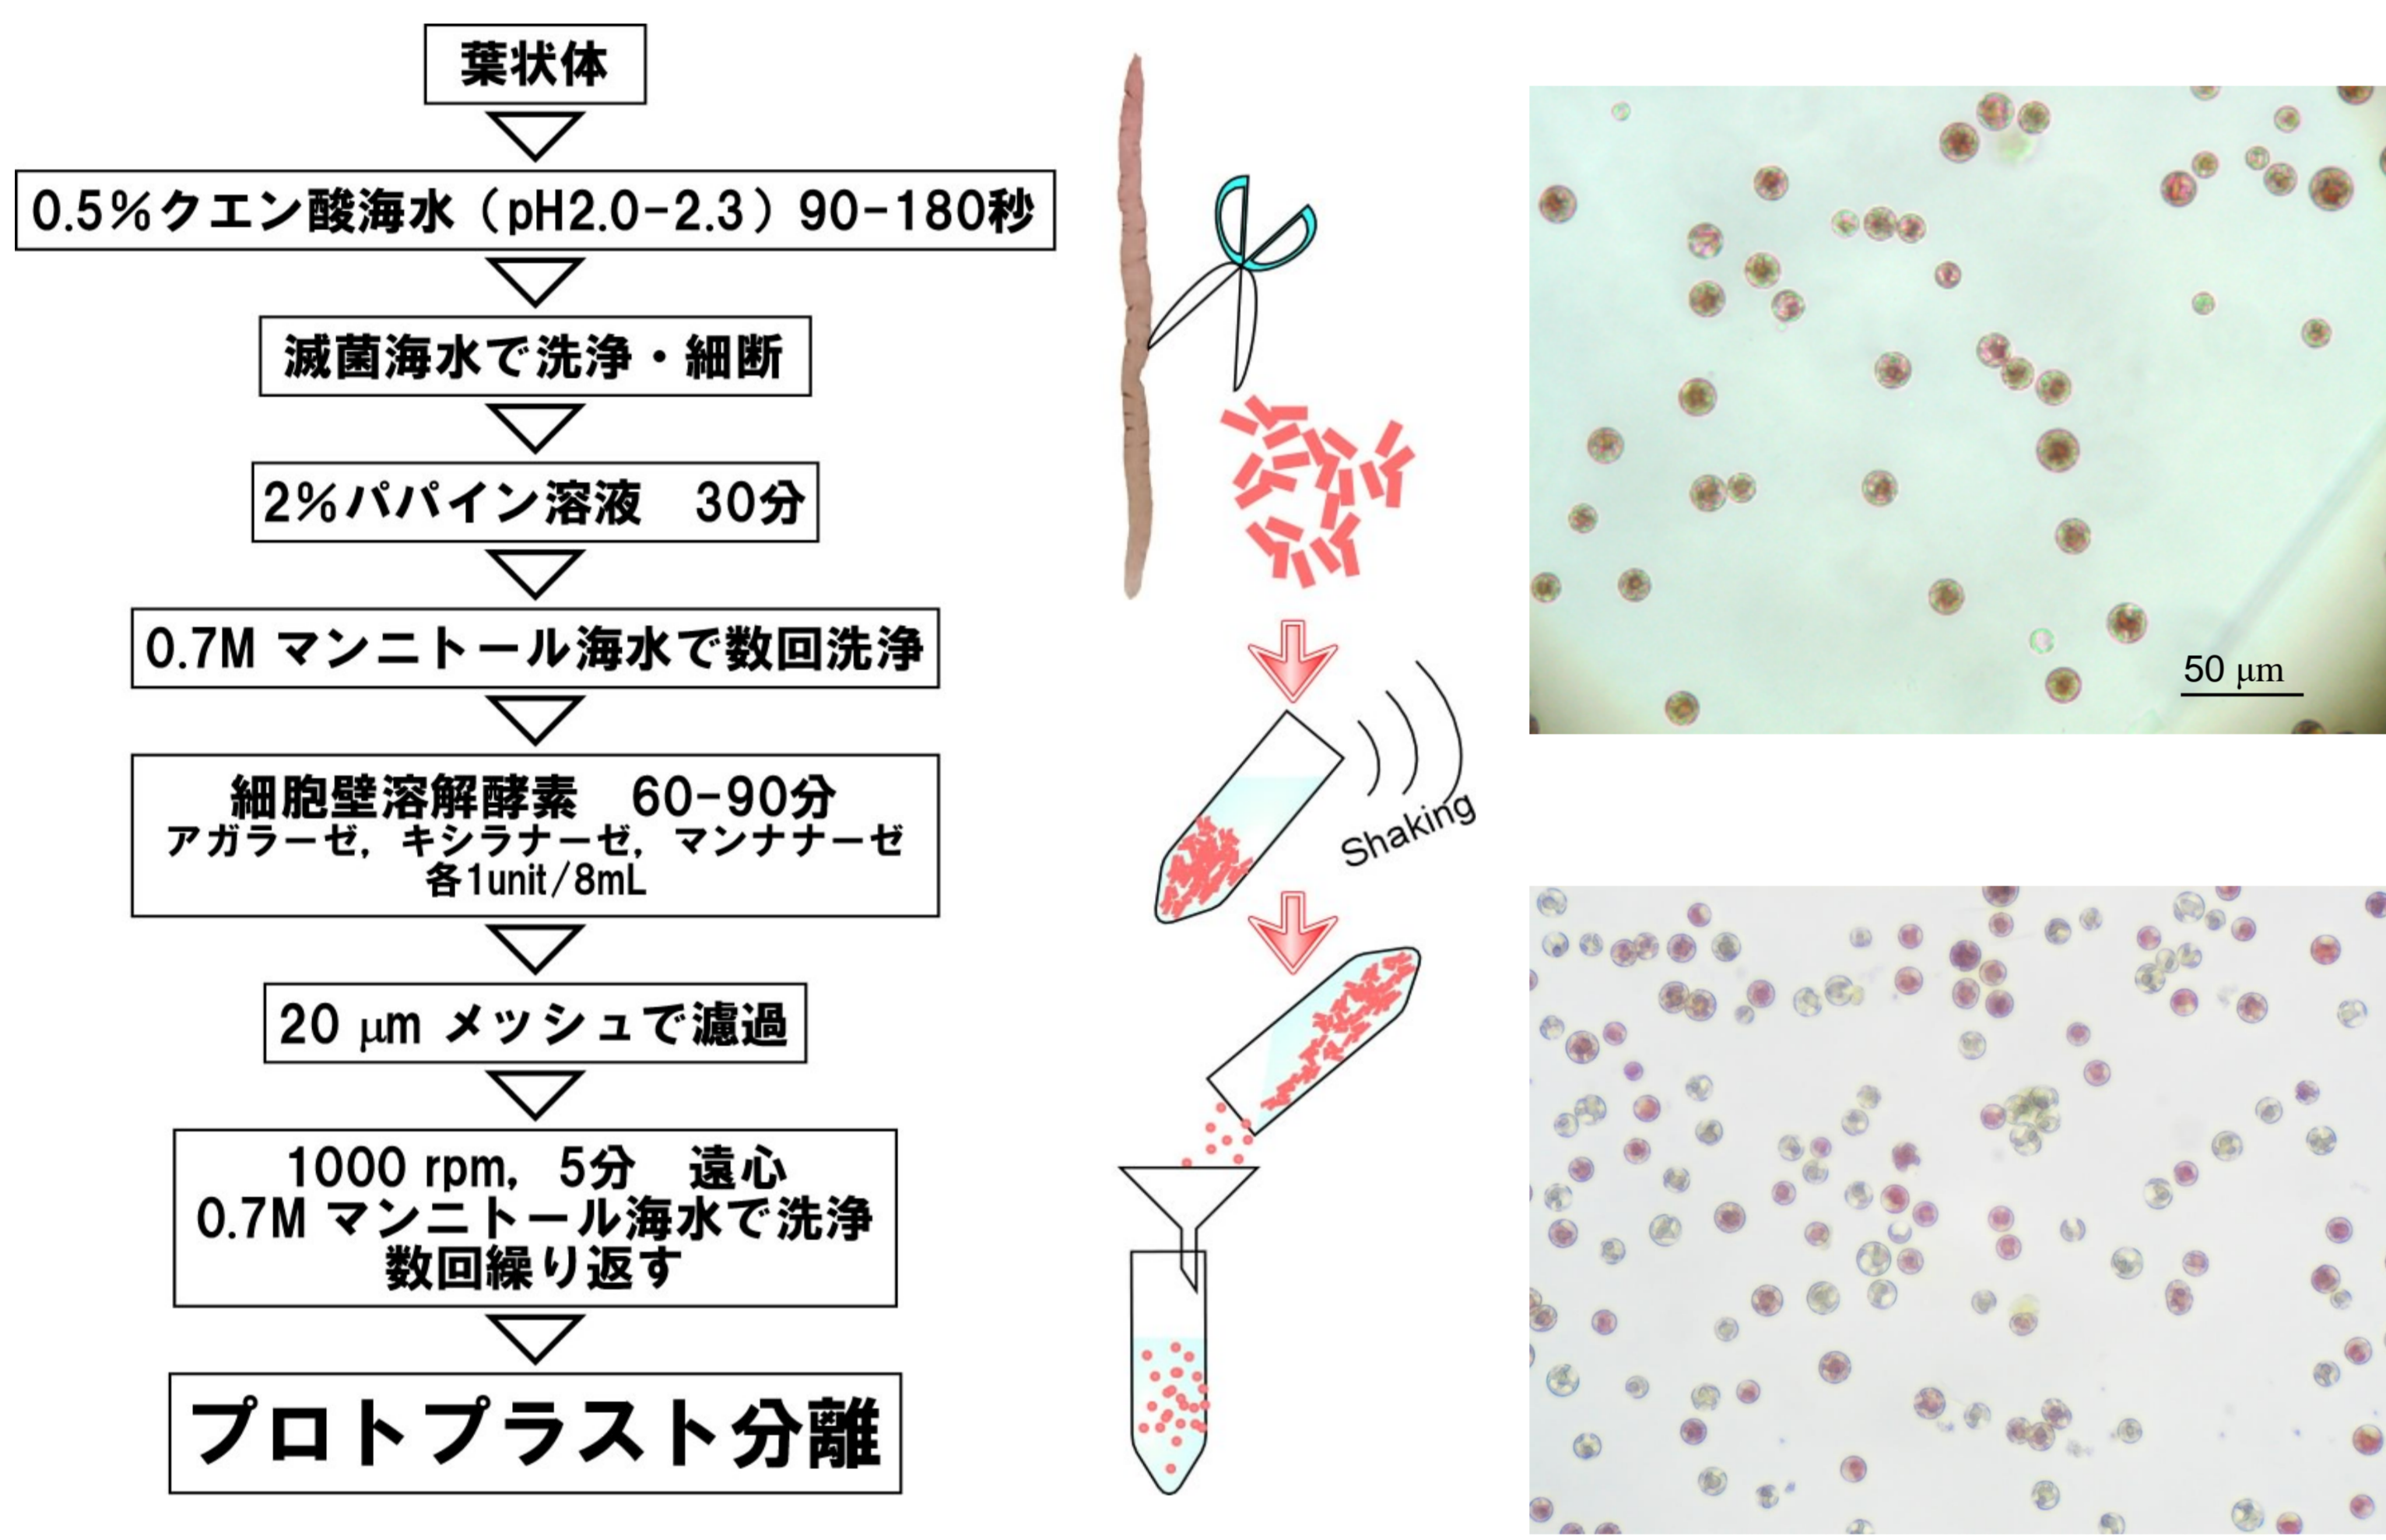 葉状体
0.5%クエン酸海水（pH2.0-2.3）90-180秒
滅菌海水で洗浄・細断
2%パパイン溶液　30分
0.7M マンニトール海水で数回洗浄
細胞壁溶解酵素　60-90分
アガラーゼ，キシラナーゼ，マンナナーゼ
各1unit/8mL
20 μm メッシュで濾過
1000 rpm，5分　遠心
0.7M マンニトール海水で洗浄
数回繰り返す
プロトプラスト分離
Shaking
50 μm